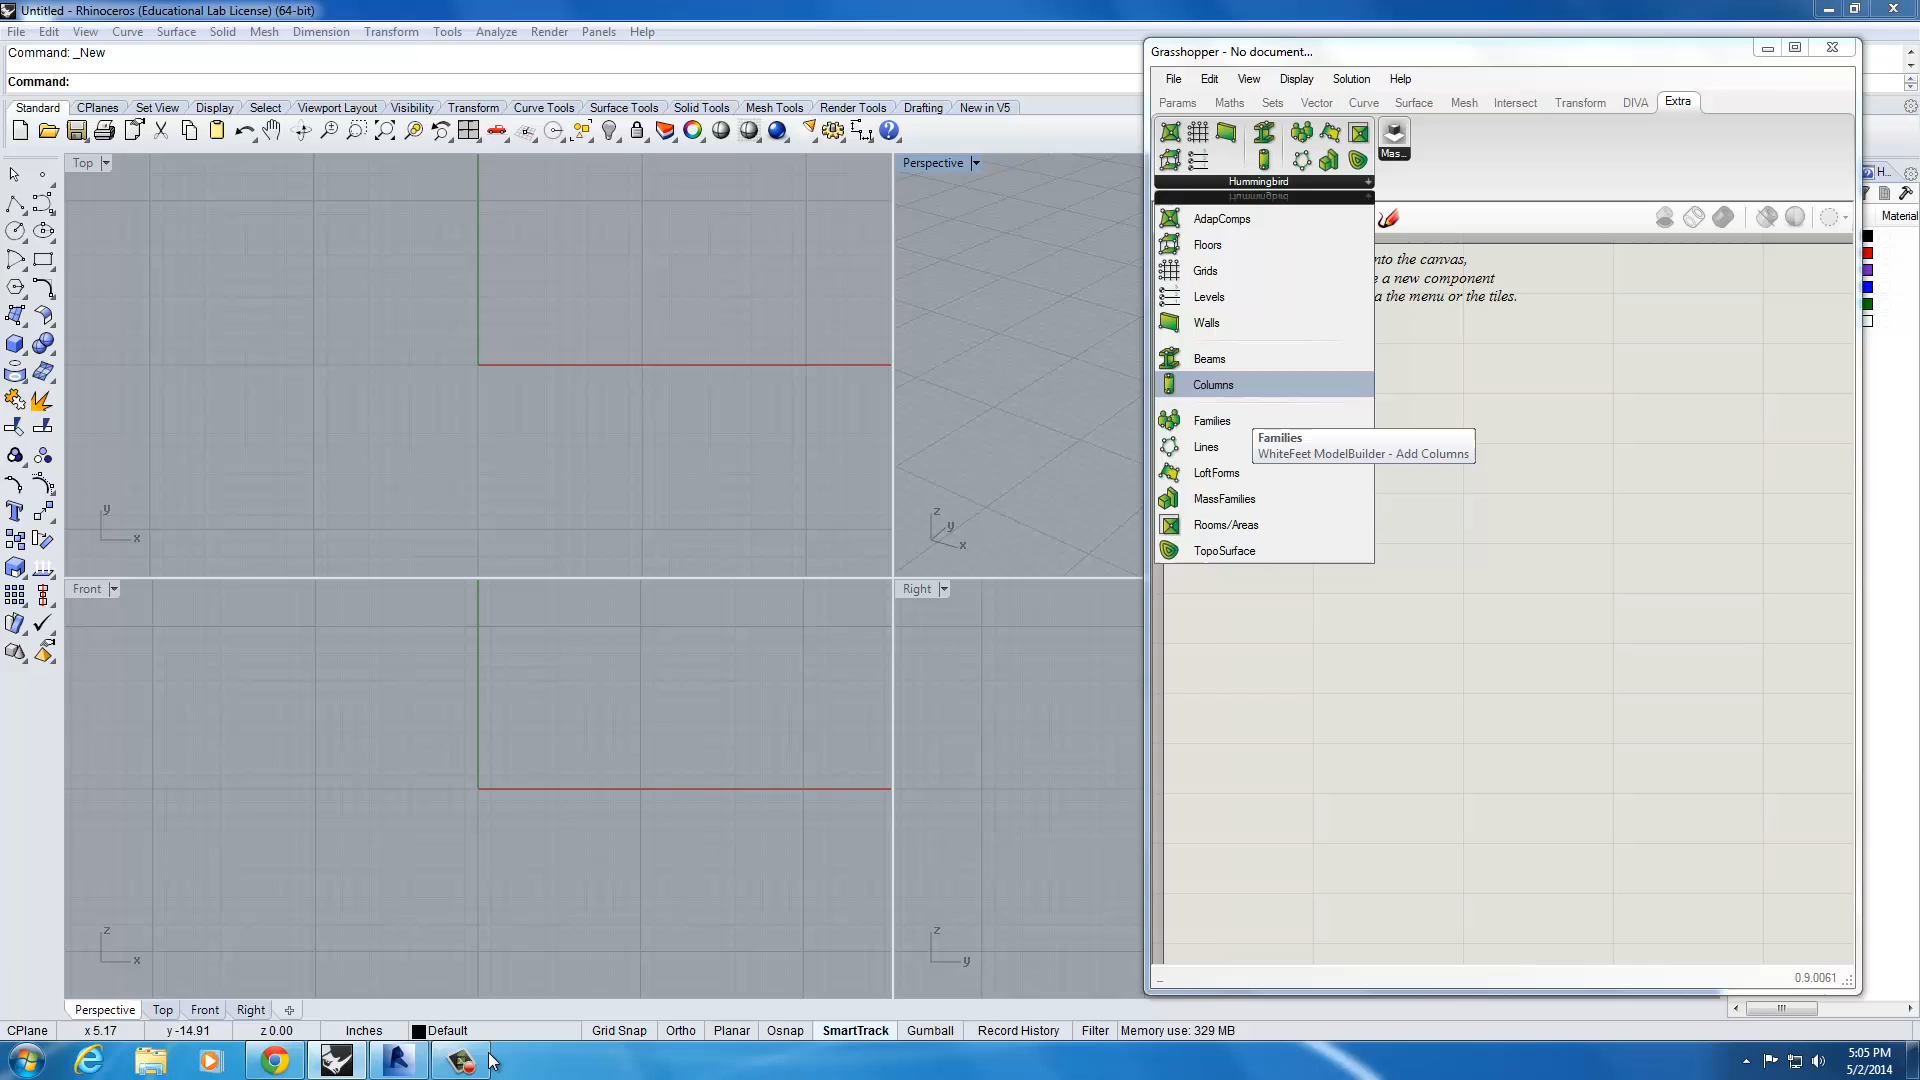 Untitled - Rhinoceros (Educational Lab License) (64-bit)
File Edit View Curve Surface Solid Mesh Dimension Transform Tools Analyze Render Panels Help
Command: _New
Command:
Standard CPlanes Set View Display Select Viewport Layout Visibility Transform Curve Tools Surface Tools Solid Tools Mesh Tools Render Tools Drafting New in V5
Top
y
x
Perspective
z
y
x
Front
z
x
Right
z
y
Grasshopper - No document...
File Edit View Display Solution Help
Params Maths Sets Vector Curve Surface Mesh Intersect Transform DIVA Extra
Mas...
Hummingbird
AdapComps
Floors
Grids
Levels
Walls
Beams
Columns
Families
Lines
LoftForms
MassFamilies
Rooms/Areas
TopoSurface
Families
WhiteFeet ModelBuilder - Add Columns
nto the canvas,
e a new component
a the menu or the tiles.
0.9.0061
H...
Material
Perspective Top Front Right
CPlane x 5.17 y -14.91 z 0.00 Inches Default Grid Snap Ortho Planar Osnap SmartTrack Gumball Record History Filter Memory use: 329 MB
5:05 PM
5/2/2014